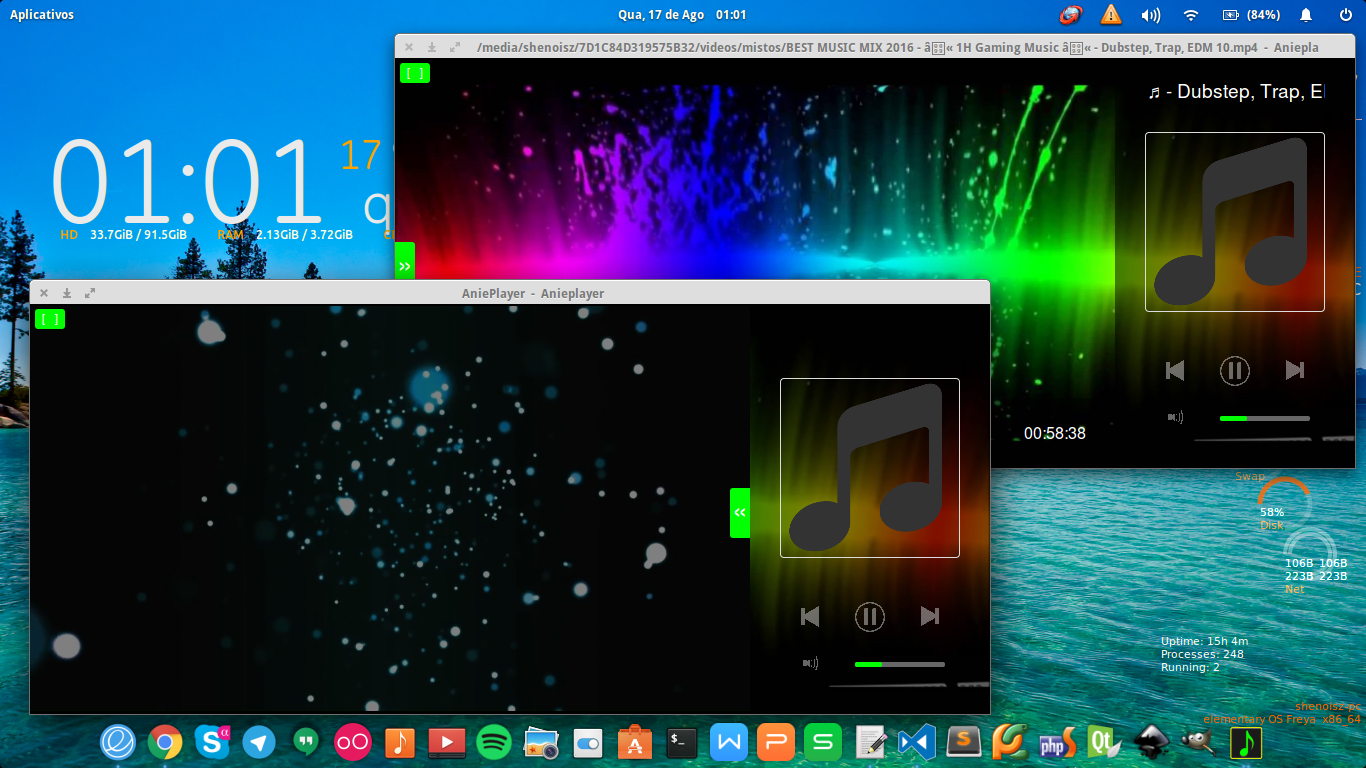 Aplicativos
Qua, 17 de Ago 01:01
(84%)
/media/shenoisz/7D1C84D319575B32/videos/mistos/BEST MUSIC MIX 2016 - â« 1H Gaming Music â« - Dubstep, Trap, EDM 10.mp4 - Aniepla
[ ]
♬ - Dubstep, Trap, E
01:01
17
q
HD 33.7GiB / 91.5GiB RAM 2.13GiB / 3.72GiB
»
00:58:38
AniePlayer - Anieplayer
[ ]
«
Swap
58%
Disk
106B 106B
223B 223B
Net
Uptime: 15h 4m
Processes: 248
Running: 2
shenoisz-pc
elementary OS Freya x86_64
S α
$_
W
P
S
S
php
Qt